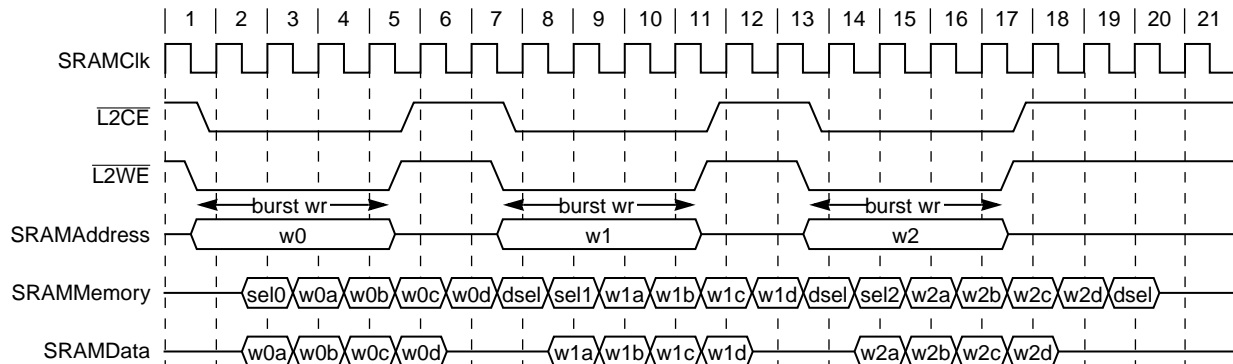 1 2 3 4 5 6 7 8 9 10 11 12 13 14 15 16 17 18 19 20 21
SRAMClk
L2CE
L2WE
burst wr burst wr burst wr
SRAMAddress w0 w1 w2
SRAMMemory sel0 w0a w0b w0c w0d dsel sel1 w1a w1b w1c w1d dsel sel2 w2a w2b w2c w2d dsel
SRAMData w0a w0b w0c w0d w1a w1b w1c w1d w2a w2b w2c w2d